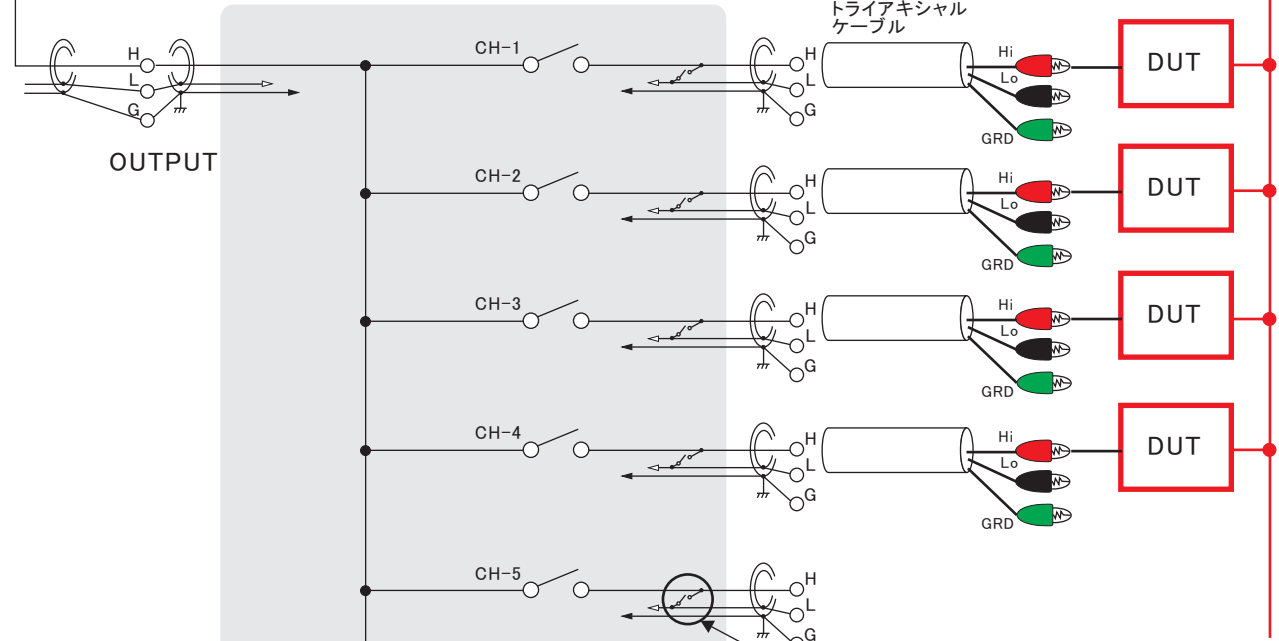 トライアキシャル
ケーブル
H
L
G
OUTPUT
CH-1
H
L
G
Hi
Lo
GRD
DUT
CH-2
H
L
G
Hi
Lo
GRD
DUT
CH-3
H
L
G
Hi
Lo
GRD
DUT
CH-4
H
L
G
Hi
Lo
GRD
DUT
CH-5
H
L
G